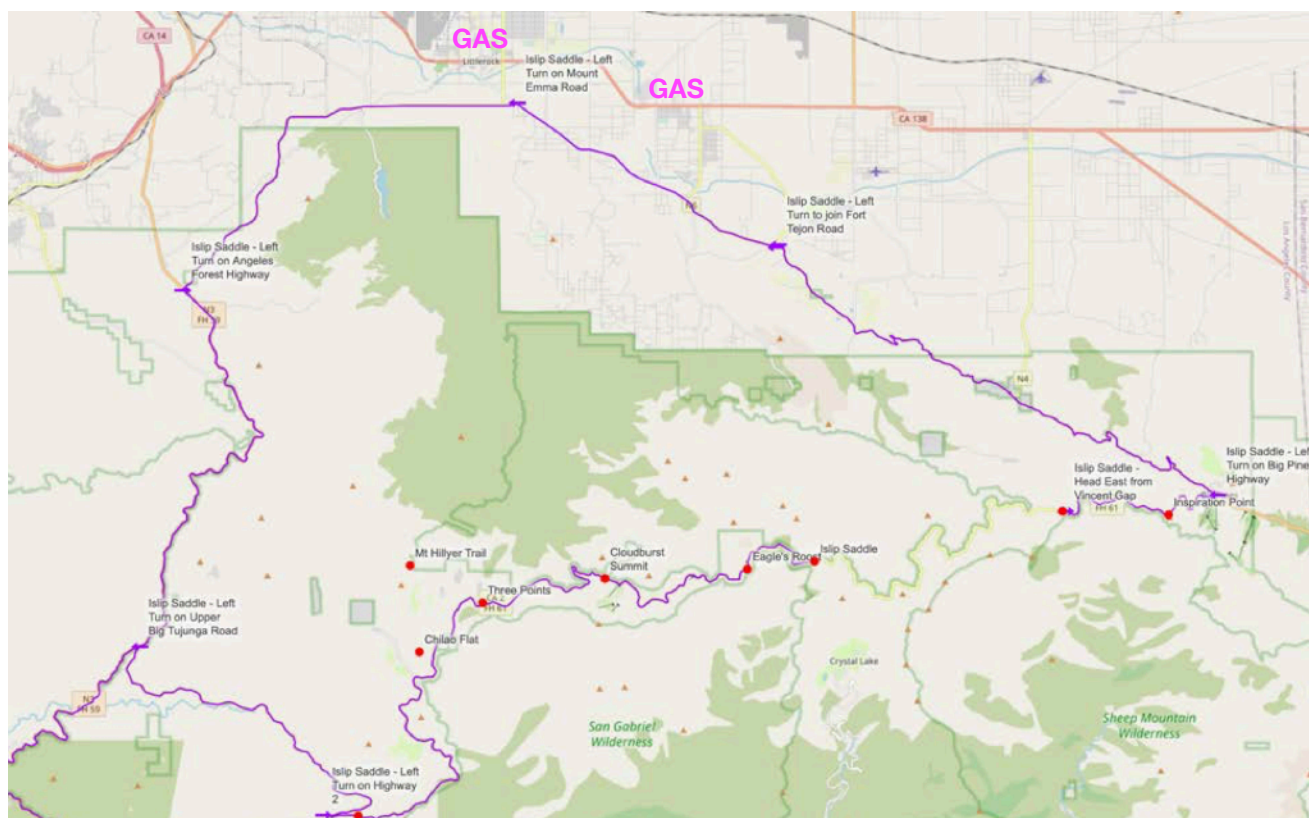 GAS
CA 14
Littlerock
Islip Saddle - Left
Turn on Mount
Emma Road
GAS
CA 138
N6
Islip Saddle - Left
Turn to join Fort
Tejon Road
Los Angeles County
Islip Saddle - Left
Turn on Angeles
Forest Highway
N3
N4
Islip Saddle -
Head East from
Vincent Gap
FH 61
Islip Saddle - Left
Turn on Big Pine
Highway
Inspiration Point
Mt Hillyer Trail
Cloudburst
Summit
Eagle's Roost
Islip Saddle
Three Points
FH 61
Islip Saddle - Left
Turn on Upper
Big Tujunga Road
Chilao Flat
Crystal Lake
N3
FH 59
San Gabriel
Wilderness
Sheep Mountain
Wilderness
Islip Saddle - Left
Turn on Highway
2